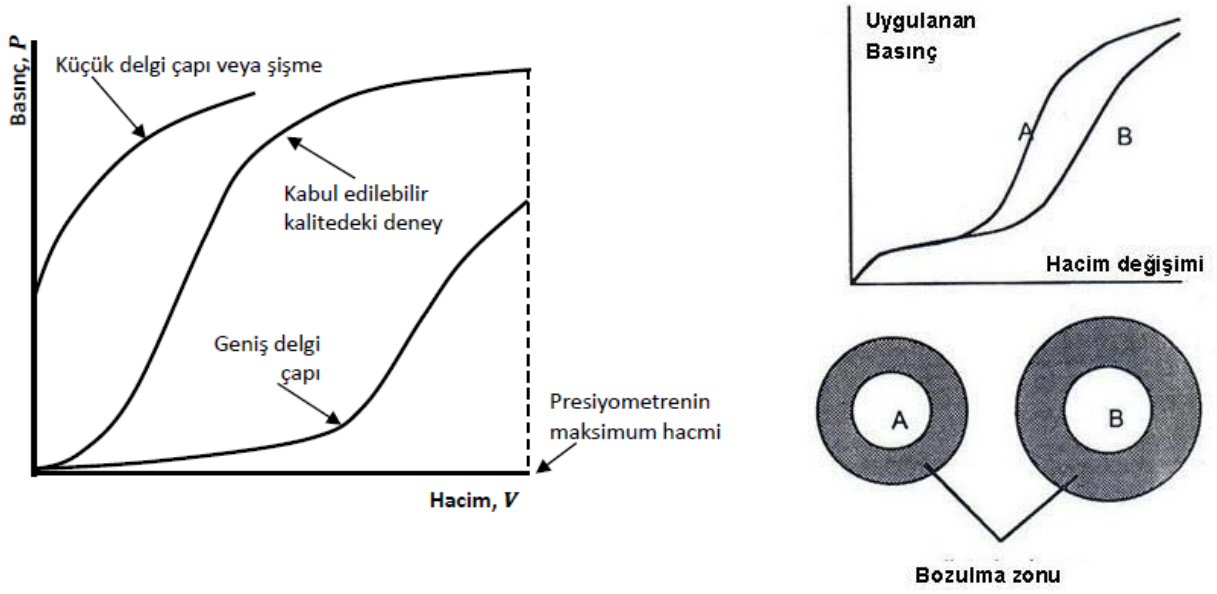 Basınç, P
Küçük delgi çapı veya şişme
Kabul edilebilir
kalitedeki deney
Geniş delgi
çapı
Presiyometrenin
maksimum hacmi
Hacim, V
Uygulanan
Basınç
A
B
Hacim değişimi
A
B
Bozulma zonu